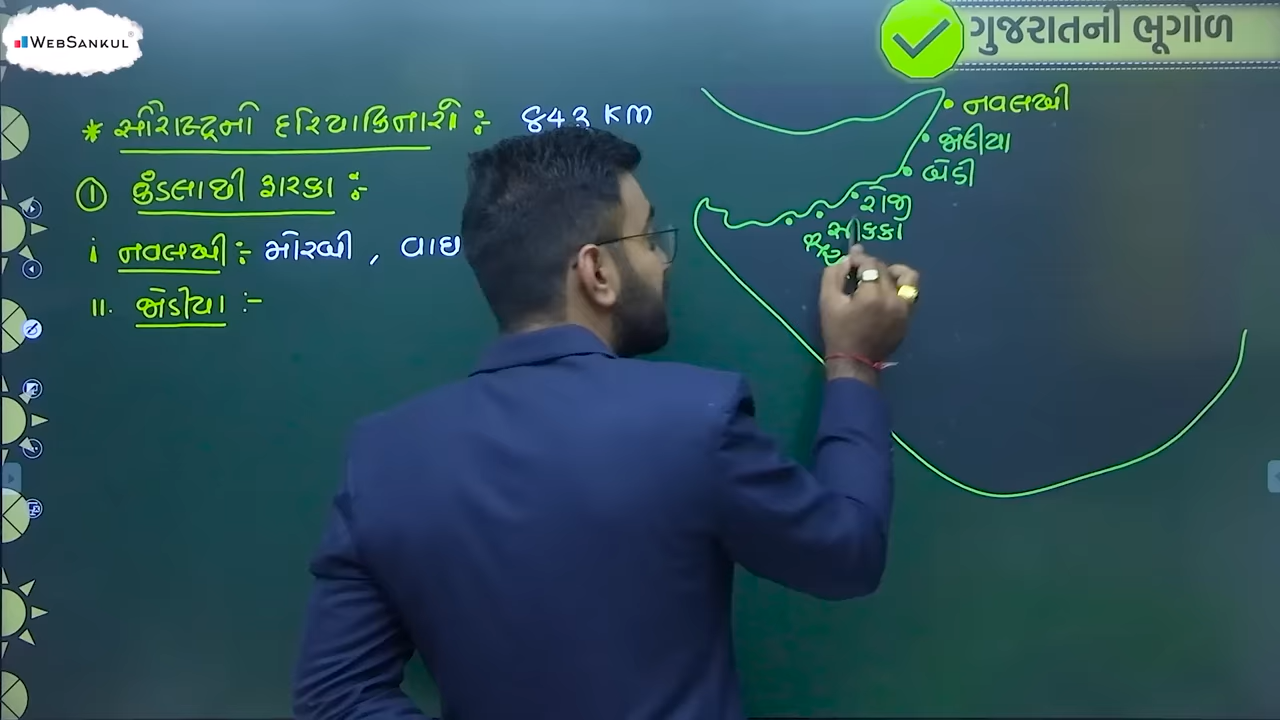 WEBSANKUL
ગુજરાતની ભૂગોળ
* સૌરાષ્ટ્રનો દરિયાકિનારો :- 843 KM
① કંડલાથી દ્વારકા :-
i નવલખી :- મોરબી ,
II. જોડીયા :-
નવલખી
જોડીયા
બેડી
રોજી
સિક્કા